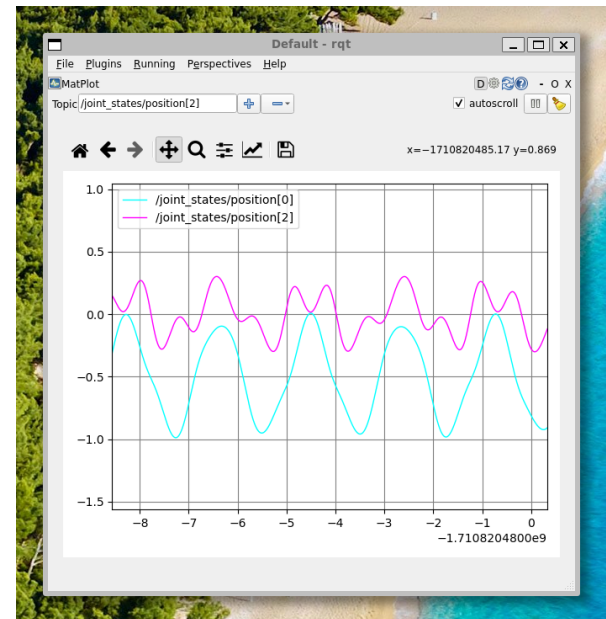 Default - rqt
File Plugins Running Perspectives Help
MatPlot D - O X
Topic /joint_states/position[2] autoscroll
x=−1710820485.17 y=0.869
/joint_states/position[0]
/joint_states/position[2]
1.0
0.5
0.0
−0.5
−1.0
−1.5
−8 −7 −6 −5 −4 −3 −2 −1 0
−1.7108204800e9